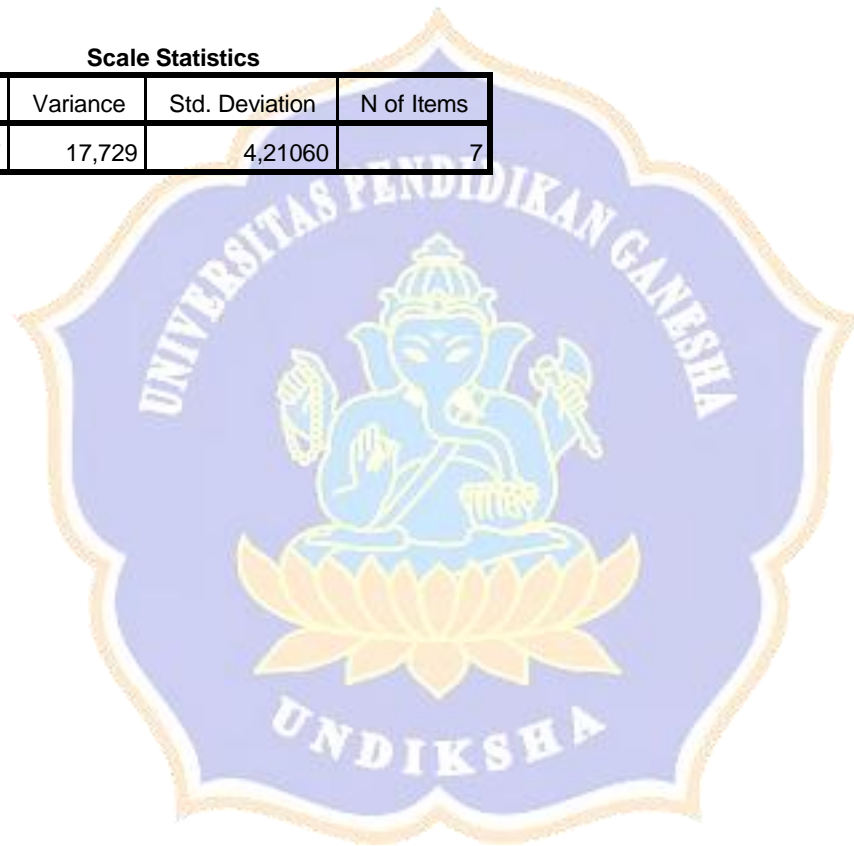 Scale Statistics
Variance Std. Deviation N of Items
17,729 4,21060 7
UNIVERSITAS PENDIDIKAN GANESHA
UNDIKSHA